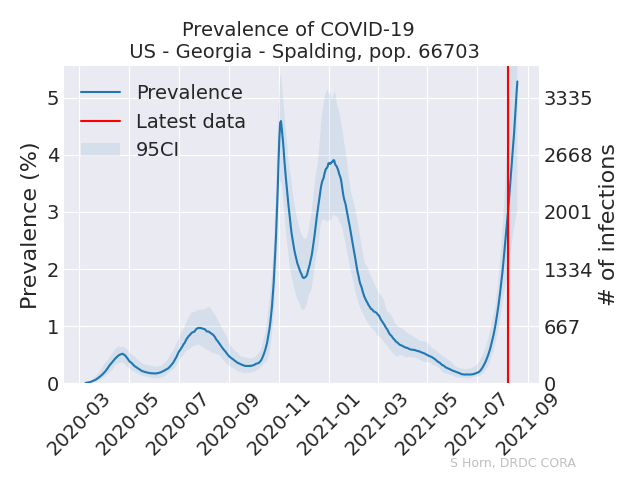 Prevalence of COVID-19
US - Georgia - Spalding, pop. 66703
Prevalence
Latest data
95CI
Prevalence (%)
5
4
3
2
1
0
3335
2668
2001
1334
667
0
# of infections
2020-03
2020-05
2020-07
2020-09
2020-11
2021-01
2021-03
2021-05
2021-07
2021-09
S Horn, DRDC CORA